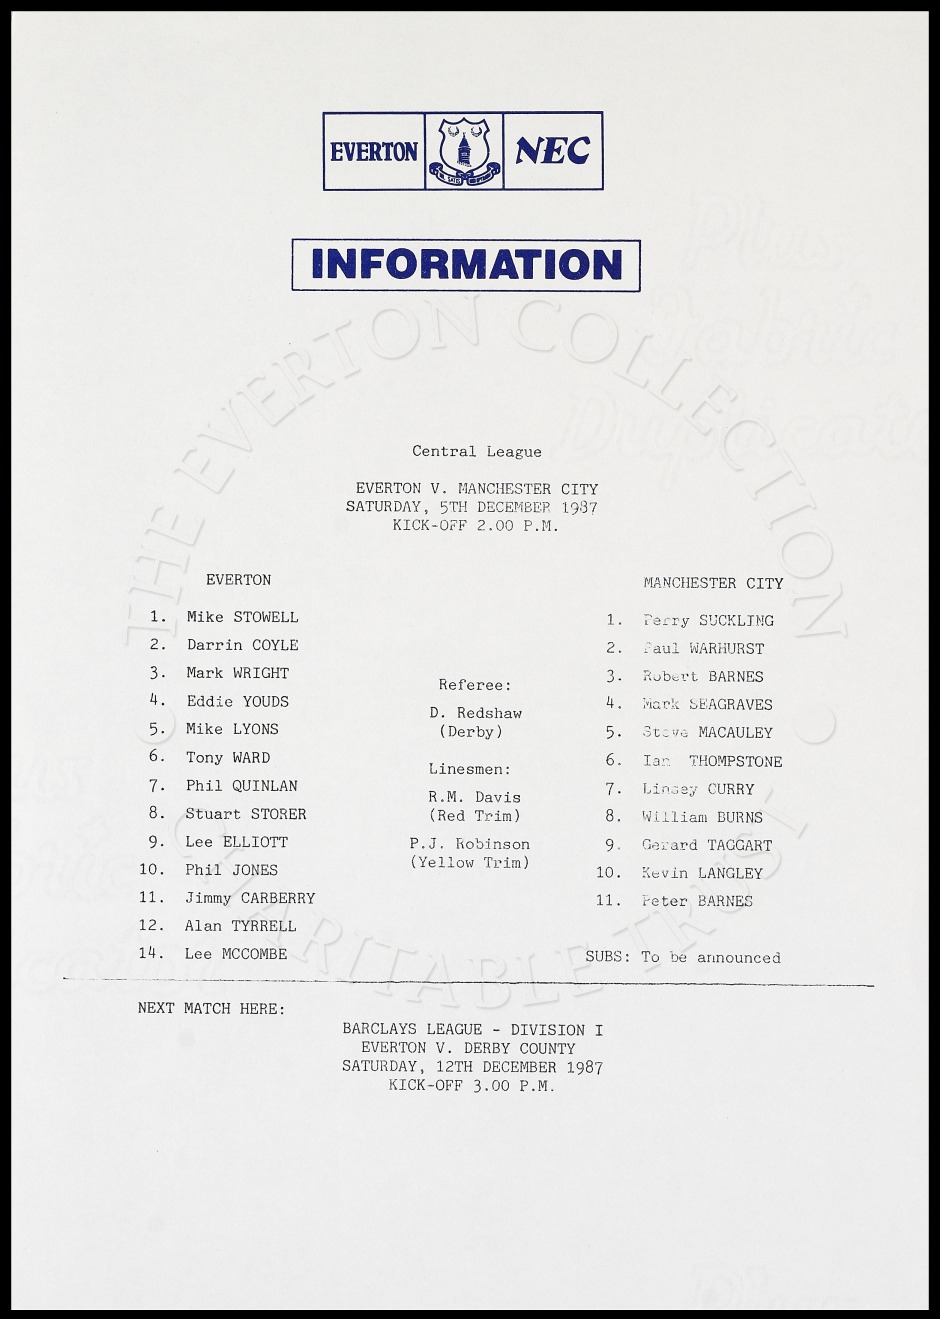 EVERTON NEC
INFORMATION
THE EVERTON COLLECTION
CHARITABLE TRUST
Central League
EVERTON V. MANCHESTER CITY
SATURDAY, 5TH DECEMBER 1987
KICK-OFF 2.00 P.M.
EVERTON
1. Mike STOWELL
2. Darrin COYLE
3. Mark WRIGHT
4. Eddie YOUDS
5. Mike LYONS
6. Tony WARD
7. Phil QUINLAN
8. Stuart STORER
9. Lee ELLIOTT
10. Phil JONES
11. Jimmy CARBERRY
12. Alan TYRRELL
14. Lee MCCOMBE
Referee:
D. Redshaw
(Derby)
Linesmen:
R.M. Davis
(Red Trim)
P.J. Robinson
(Yellow Trim)
MANCHESTER CITY
1. Perry SUCKLING
2. Paul WARHURST
3. Robert BARNES
4. Mark SEAGRAVES
5. Steve MACAULEY
6. Ian THOMPSTONE
7. Linsey CURRY
8. William BURNS
9. Gerard TAGGART
10. Kevin LANGLEY
11. Peter BARNES
SUBS: To be announced
NEXT MATCH HERE:
BARCLAYS LEAGUE - DIVISION I
EVERTON V. DERBY COUNTY
SATURDAY, 12TH DECEMBER 1987
KICK-OFF 3.00 P.M.